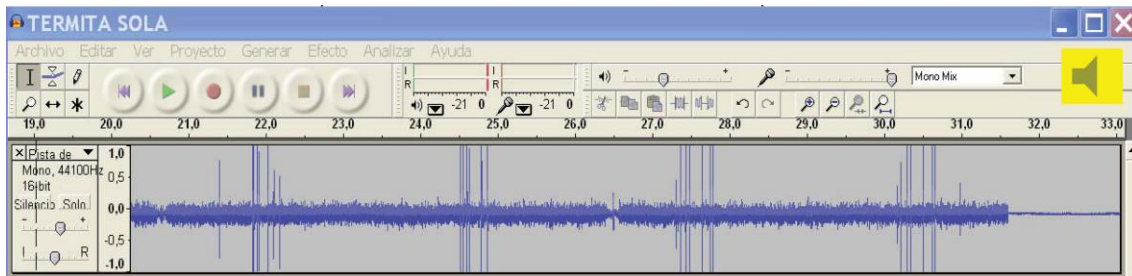 TERMITA SOLA
Archivo Editar Ver Proyecto Generar Efecto Analizar Ayuda
I
R
I
R
-21 0
-21 0
Mono Mix
19,0 20,0 21,0 22,0 23,0 24,0 25,0 26,0 27,0 28,0 29,0 30,0 31,0 32,0 33,0
Pista de
Mono, 44100Hz
16-bit
Silencio Solo
- +
I R
1,0
0,5
0,0
-0,5
-1,0